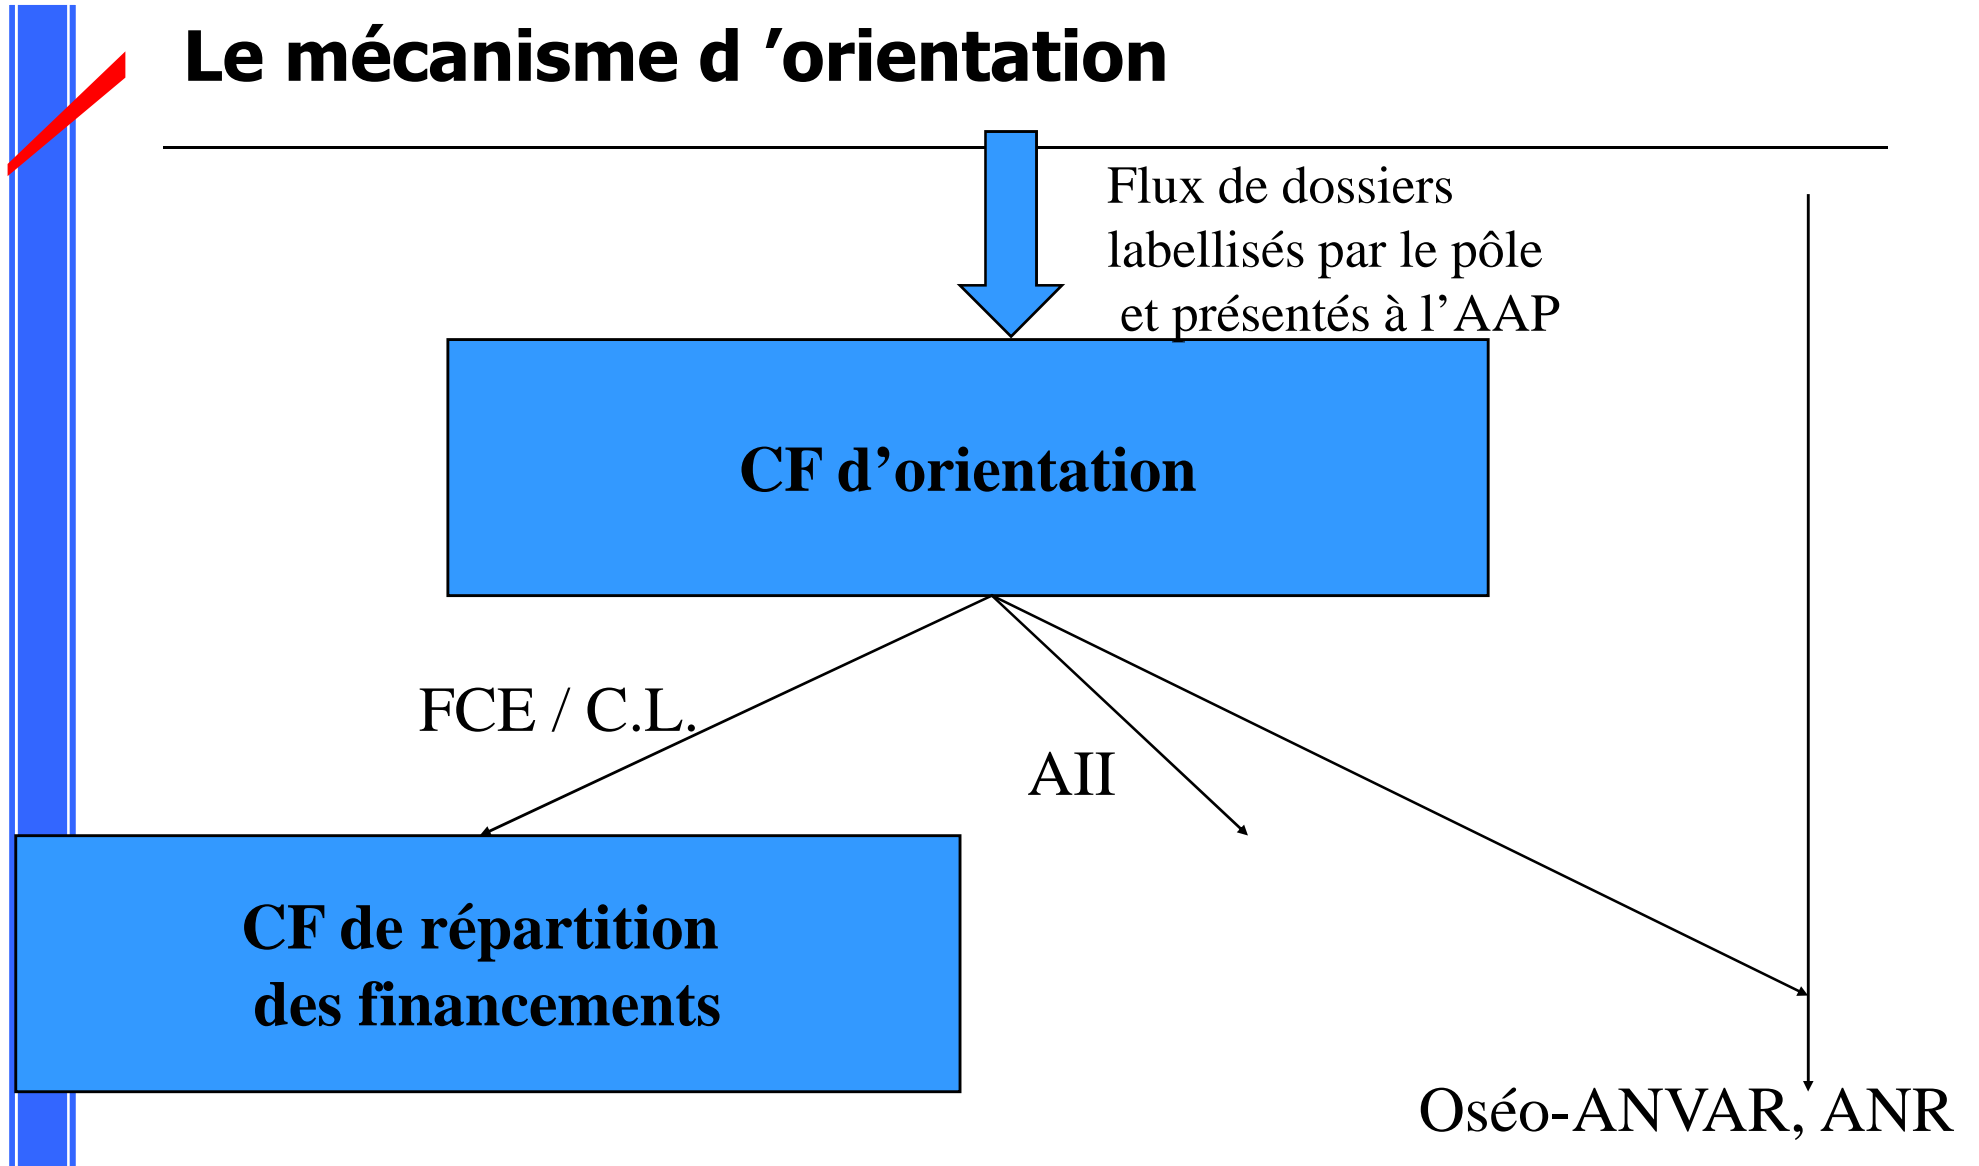 Le mécanisme d ’orientation
Flux de dossiers
labellisés par le pôle
et présentés à l’AAP
CF d’orientation
FCE / C.L.
AII
CF de répartition
des financements
Oséo-ANVAR, ANR